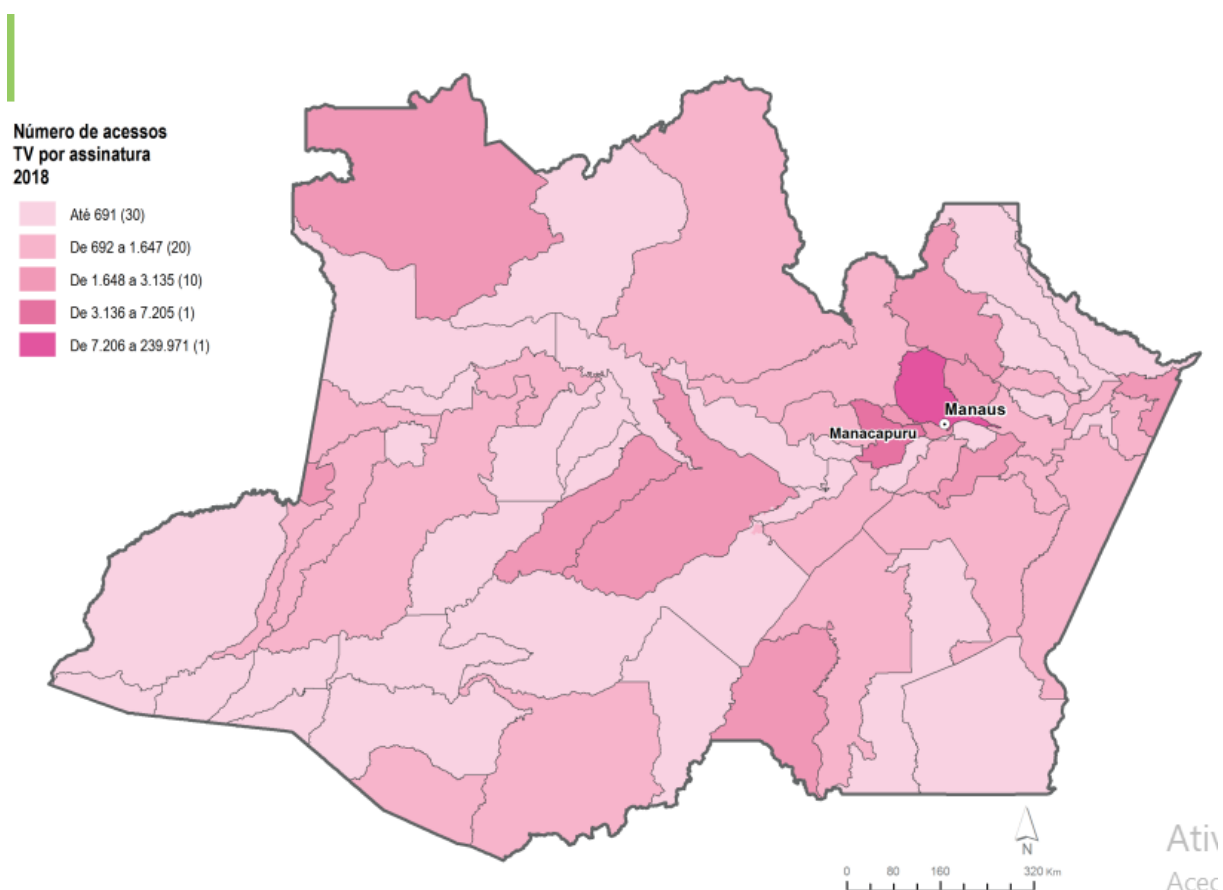 Número de acessos
TV por assinatura
2018
Até 691 (30)
De 692 a 1.647 (20)
De 1.648 a 3.135 (10)
De 3.136 a 7.205 (1)
De 7.206 a 239.971 (1)
Manaus
Manacapuru
N
0 80 160 320 Km
Ativ
Aced